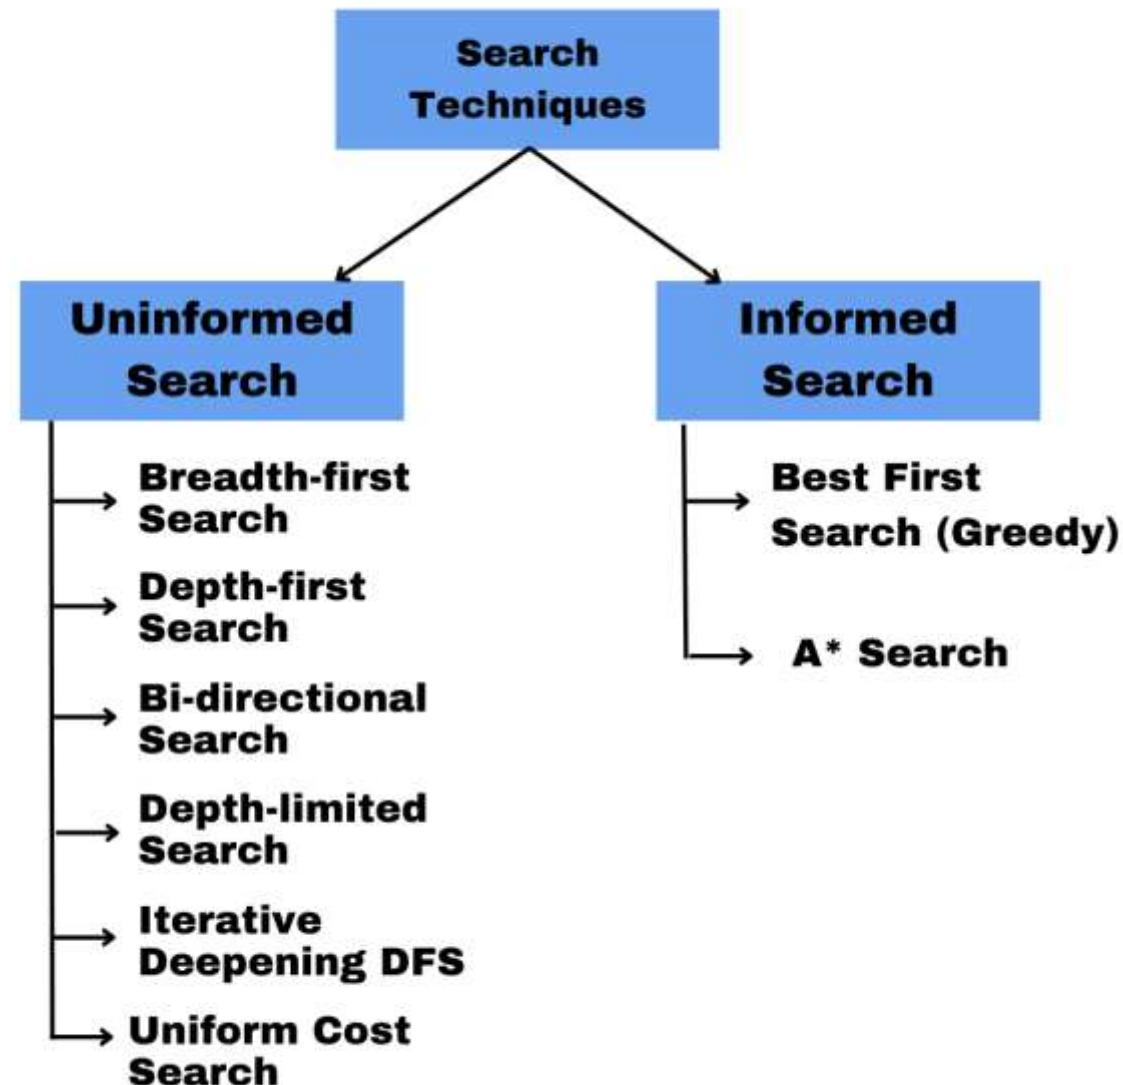 Search
Techniques
Uninformed
Search
Informed
Search
Breadth-first
Search
Depth-first
Search
Bi-directional
Search
Depth-limited
Search
Iterative
Deepening DFS
Uniform Cost
Search
Best First
Search (Greedy)
A* Search